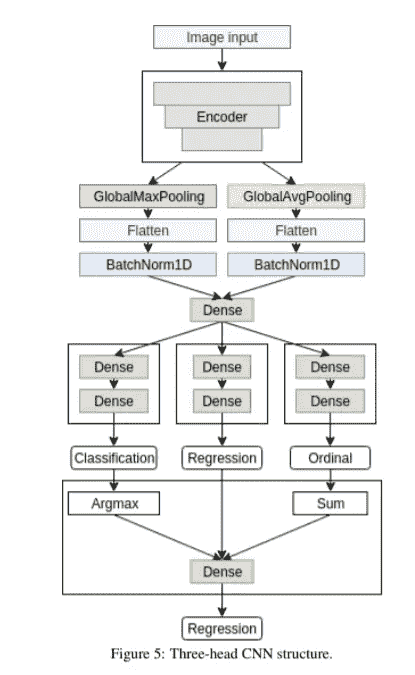 Image input
Encoder
GlobalMaxPooling GlobalAvgPooling
Flatten Flatten
BatchNorm1D BatchNorm1D
Dense
Dense Dense Dense
Dense Dense Dense
Classification Regression Ordinal
Argmax Sum
Dense
Regression
Figure 5: Three-head CNN structure.